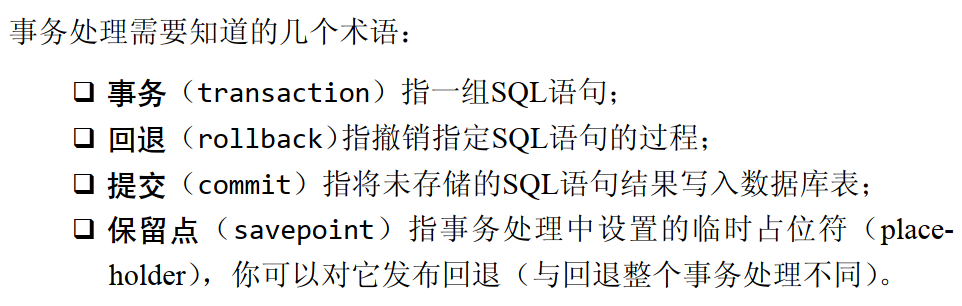 事务处理需要知道的几个术语：
❑ 事务（transaction）指一组SQL语句；
❑ 回退（rollback）指撤销指定SQL语句的过程；
❑ 提交（commit）指将未存储的SQL语句结果写入数据库表；
❑ 保留点（savepoint）指事务处理中设置的临时占位符（place-
holder），你可以对它发布回退（与回退整个事务处理不同）。